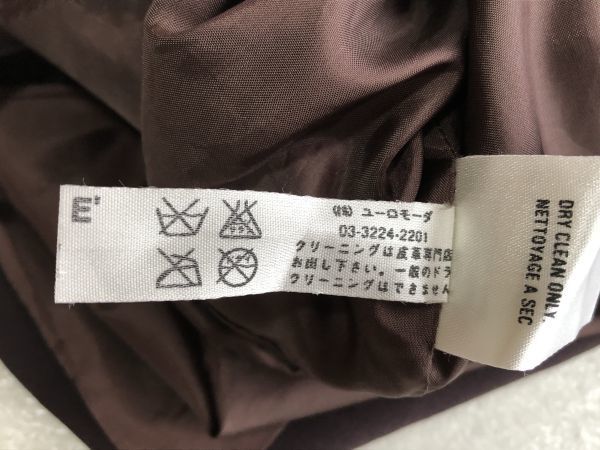 E'
(株) ユーロモーダ
03-3224-2201
クリーニングは皮革専門店
お出し下さい。一般のドラ
クリーニングはできません
DRY CLEAN ONLY.
NETTOYAGE A SEC